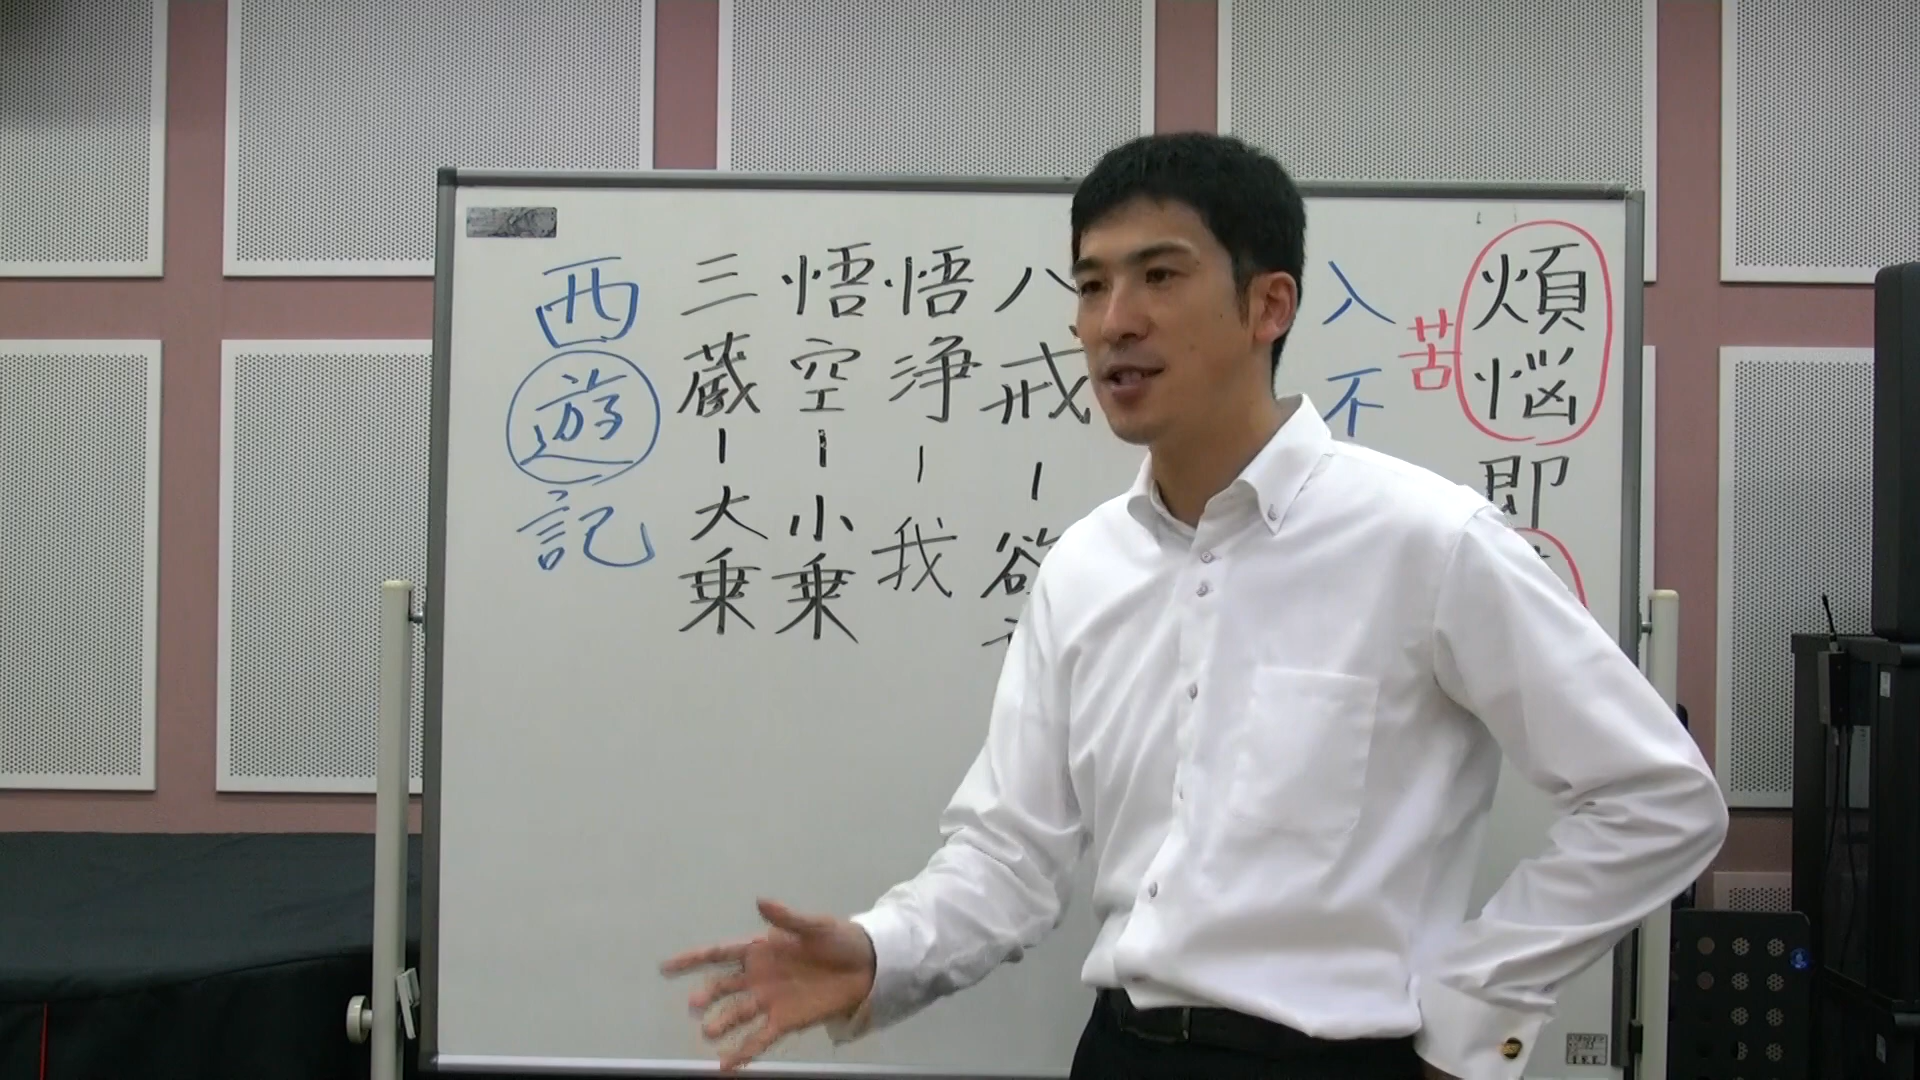 煩悩即
苦
入不
八戒ー欲
悟浄ー我
悟空ー小乗
三蔵ー大乗
西遊記